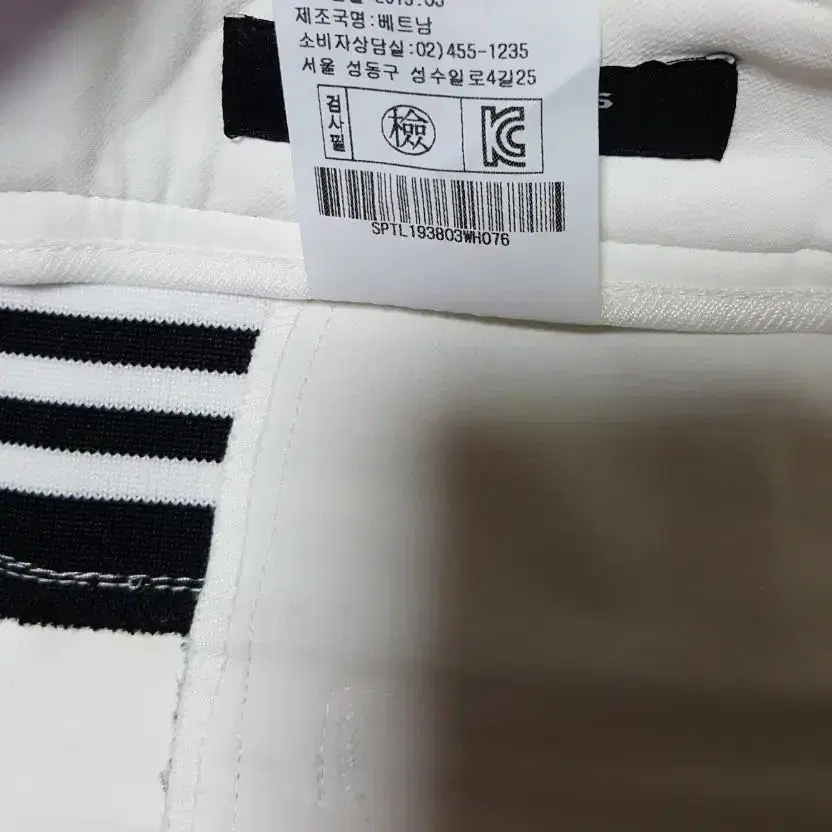 제조국명:베트남
소비자상담실:02)455-1235
서울 성동구 성수일로4길25
검사필
檢
KC
SPTL193803WH076
S